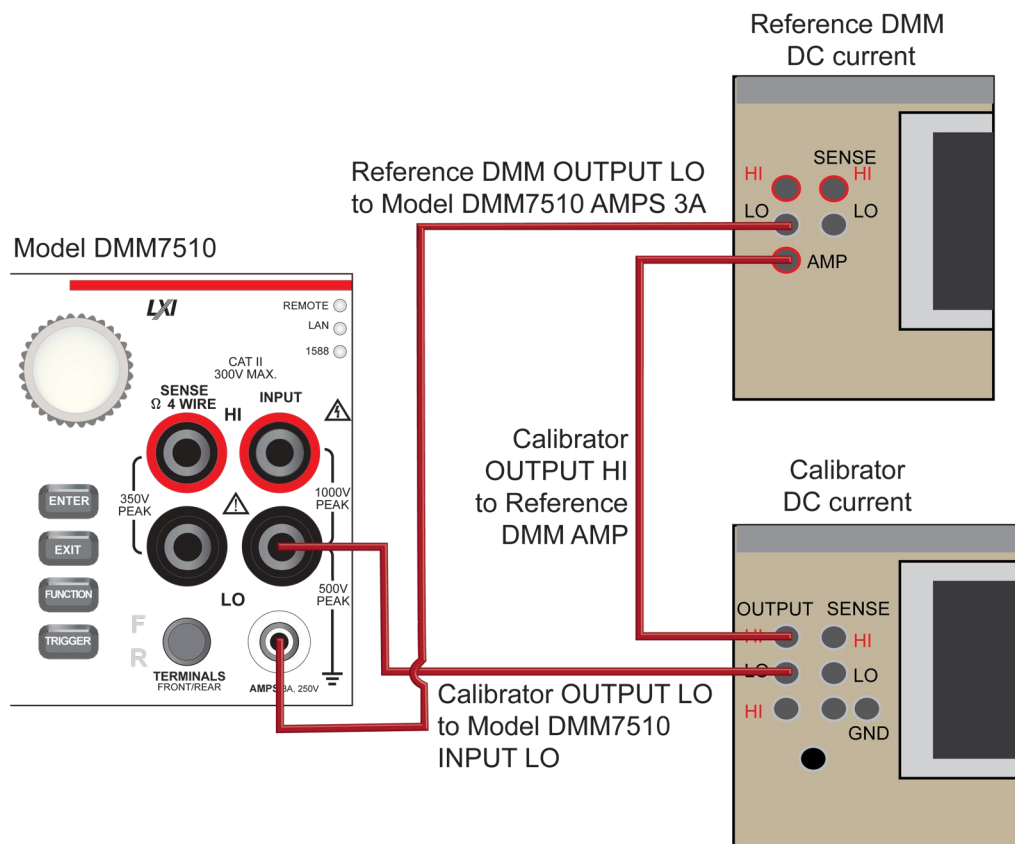 Reference DMM
DC current
SENSE
HI
HI
LO
LO
AMP
Reference DMM OUTPUT LO
to Model DMM7510 AMPS 3A
Model DMM7510
LXI
REMOTE
LAN
1588
CAT II
300V MAX.
SENSE
Ω 4 WIRE
HI
INPUT
350V
PEAK
1000V
PEAK
ENTER
EXIT
FUNCTION
TRIGGER
LO
500V
PEAK
F
R
TERMINALS
FRONT/REAR
AMPS 3A, 250V
Calibrator
OUTPUT HI
to Reference
DMM AMP
Calibrator
DC current
OUTPUT SENSE
HI
HI
LO
LO
HI
GND
Calibrator OUTPUT LO
to Model DMM7510
INPUT LO